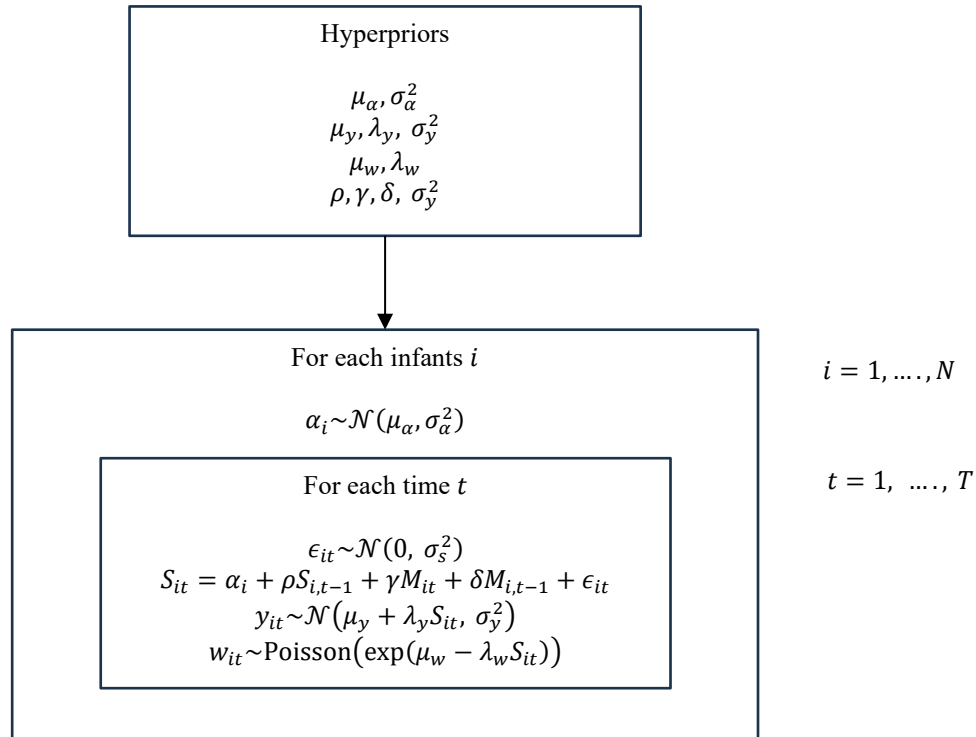 Hyperpriors
μ_α, σ_α^2
μ_y, λ_y, σ_y^2
μ_w, λ_w
ρ, γ, δ, σ_y^2
For each infants i
i = 1, …., N
α_i~𝒩(μ_α, σ_α^2)
For each time t
t = 1, …., T
ϵ_it~𝒩(0, σ_s^2)
S_it = α_i + ρS_i,t−1 + γM_it + δM_i,t−1 + ϵ_it
y_it~𝒩(μ_y + λ_y S_it, σ_y^2)
w_it~Poisson(exp(μ_w − λ_w S_it))